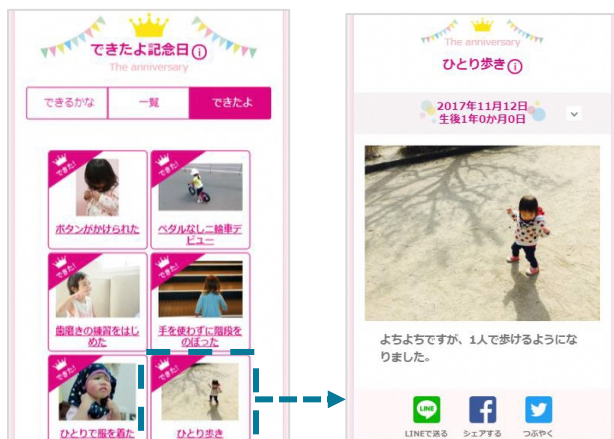 できたよ記念日 i
The anniversary
できるかな
一覧
できたよ
できた!
ボタンがかけられた
できた!
ペダルなし二輪車デ
ビュー
できた!
歯磨きの練習をはじ
めた
できた!
手を使わずに階段を
のぼった
できた!
ひとりで服を着た
できた!
ひとり歩き
The anniversary
ひとり歩き i
2017年11月12日
生後1年0か月0日
よちよちですが、1人で歩けるようにな
りました。
LINE
LINEで送る
シェアする
つぶやく